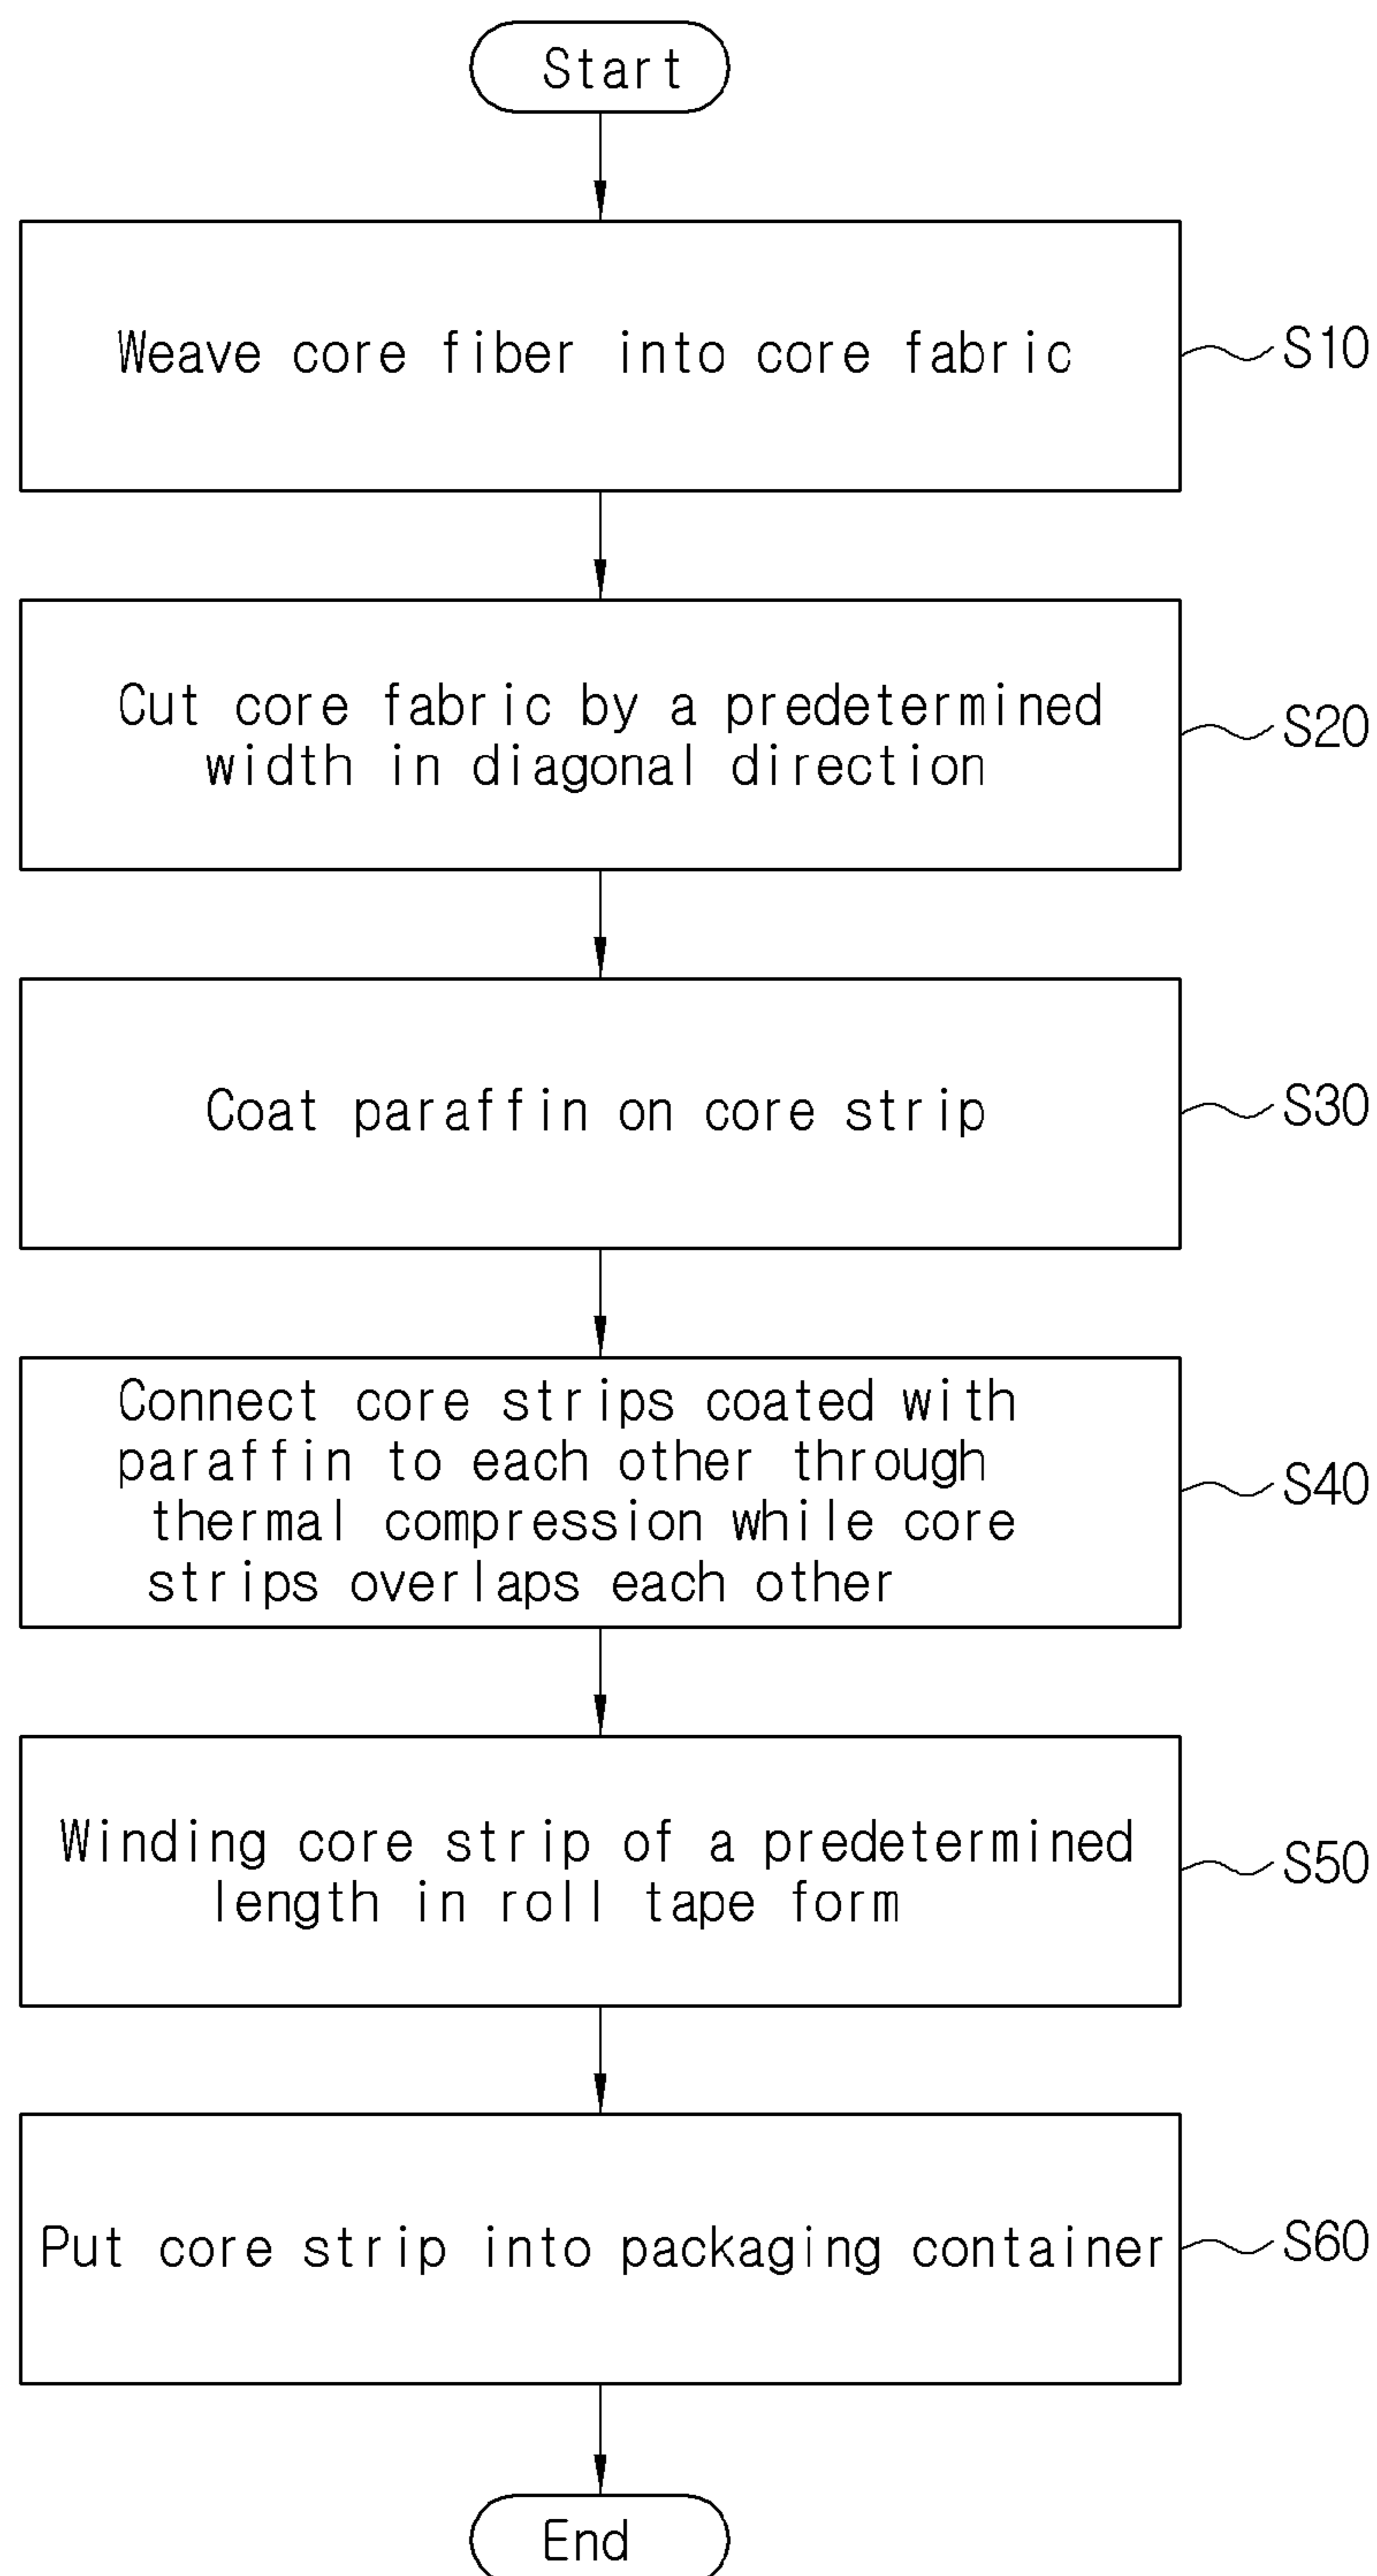 Start
Weave core fiber into core fabric
S10
Cut core fabric by a predetermined
width in diagonal direction
S20
Coat paraffin on core strip
S30
Connect core strips coated with
paraffin to each other through
thermal compression while core
strips overlaps each other
S40
Winding core strip of a predetermined
length in roll tape form
S50
Put core strip into packaging container
S60
End